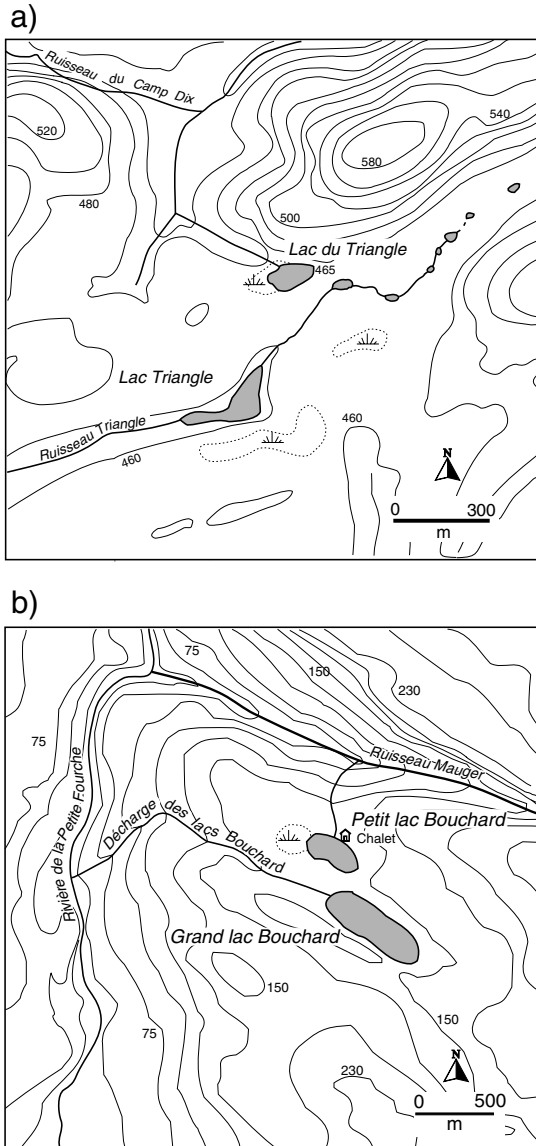 a)
Ruisseau du Camp Dix
520
540
580
480
500
Lac du Triangle
465
Lac Triangle
Ruisseau Triangle
460
460
N
0 300
m
b)
75
150
230
75
Ruisseau Mauger
Rivière de la Petite Fourche
Décharge des lacs Bouchard
Petit lac Bouchard
Chalet
Grand lac Bouchard
150
150
75
230
N
0 500
m